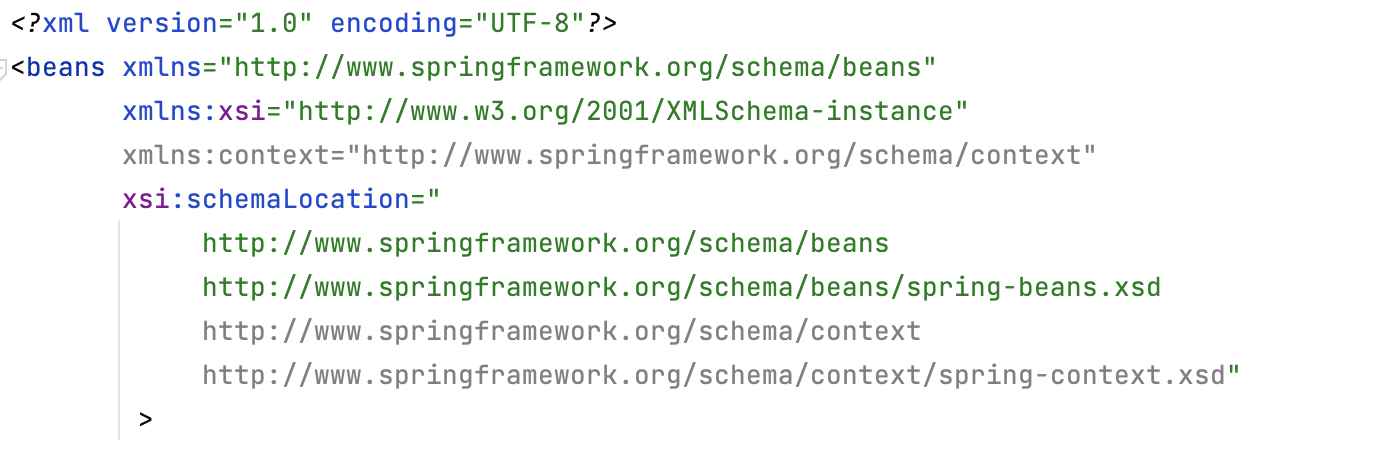 <?xml version="1.0" encoding="UTF-8"?>
<beans xmlns="http://www.springframework.org/schema/beans"
       xmlns:xsi="http://www.w3.org/2001/XMLSchema-instance"
       xmlns:context="http://www.springframework.org/schema/context"
       xsi:schemaLocation="
            http://www.springframework.org/schema/beans
            http://www.springframework.org/schema/beans/spring-beans.xsd
            http://www.springframework.org/schema/context
            http://www.springframework.org/schema/context/spring-context.xsd"
        >